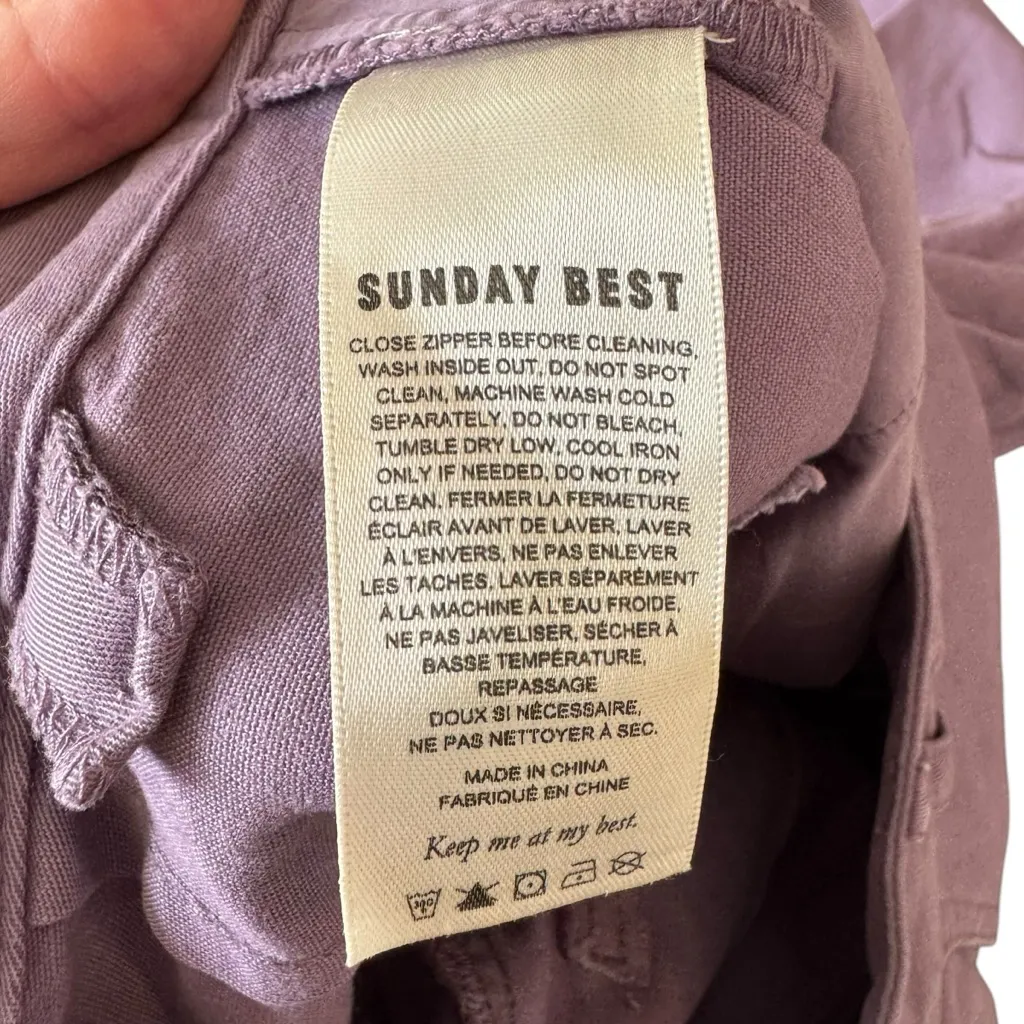 SUNDAY BEST
CLOSE ZIPPER BEFORE CLEANING.
WASH INSIDE OUT. DO NOT SPOT
CLEAN. MACHINE WASH COLD
SEPARATELY. DO NOT BLEACH.
TUMBLE DRY LOW. COOL IRON
ONLY IF NEEDED. DO NOT DRY
CLEAN. FERMER LA FERMETURE
ÉCLAIR AVANT DE LAVER. LAVER
À L'ENVERS. NE PAS ENLEVER
LES TACHES. LAVER SÉPARÉMENT
À LA MACHINE À L'EAU FROIDE.
NE PAS JAVELISER. SÉCHER À
BASSE TEMPÉRATURE.
REPASSAGE
DOUX SI NÉCESSAIRE.
NE PAS NETTOYER À SEC.
MADE IN CHINA
FABRIQUÉ EN CHINE
Keep me at my best.